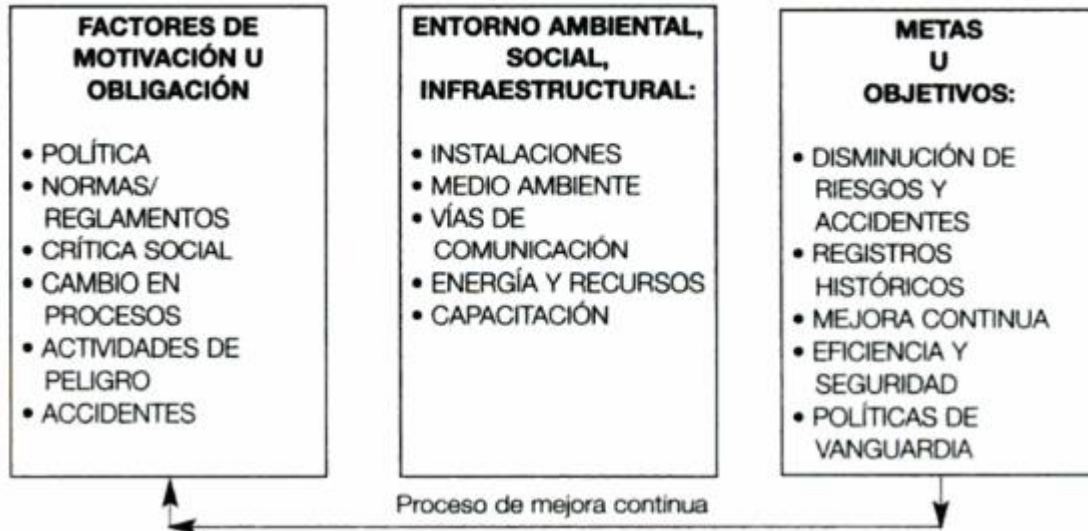 FACTORES DE
MOTIVACIÓN U
OBLIGACIÓN
• POLÍTICA
• NORMAS/
REGLAMENTOS
• CRÍTICA SOCIAL
• CAMBIO EN
PROCESOS
• ACTIVIDADES DE
PELIGRO
• ACCIDENTES
ENTORNO AMBIENTAL,
SOCIAL,
INFRAESTRUCTURAL:
• INSTALACIONES
• MEDIO AMBIENTE
• VÍAS DE
COMUNICACIÓN
• ENERGÍA Y RECURSOS
• CAPACITACIÓN
METAS
U
OBJETIVOS:
• DISMINUCIÓN DE
RIESGOS Y
ACCIDENTES
• REGISTROS
HISTÓRICOS
• MEJORA CONTINUA
• EFICIENCIA Y
SEGURIDAD
• POLÍTICAS DE
VANGUARDIA
Proceso de mejora continua